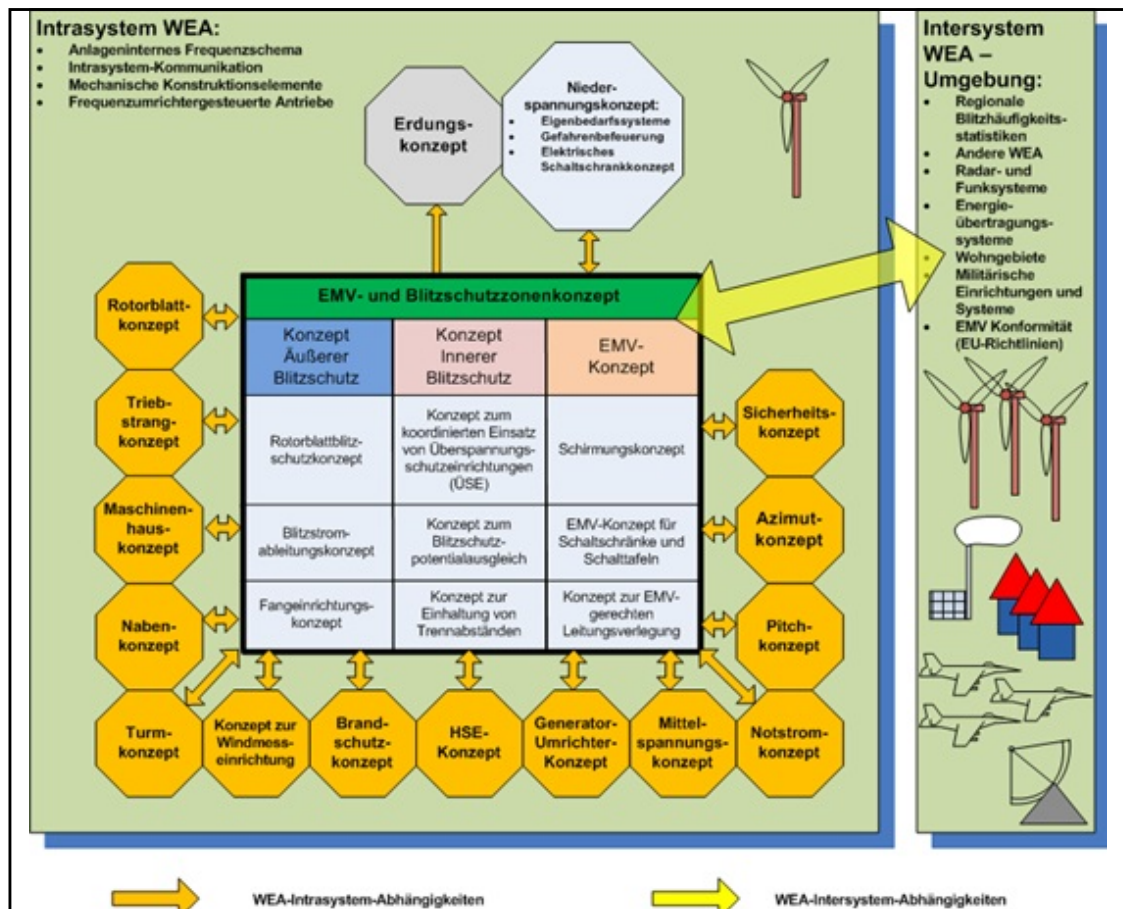 Intrasystem WEA:
• Anlageninternes Frequenzschema
• Intrasystem-Kommunikation
• Mechanische Konstruktionselemente
• Frequenzumrichtergesteuerte Antriebe
Erdungs-
konzept
Nieder-
spannungskonzept:
• Eigenbedarfssysteme
• Gefahrenbefeuerung
• Elektrisches
Schaltschrankkonzept
Intersystem
WEA –
Umgebung:
• Regionale
Blitzhäufigkeits-
statistiken
• Andere WEA
• Radar- und
Funksysteme
• Energie-
übertragungs-
systeme
• Wohngebiete
• Militärische
Einrichtungen und
Systeme
• EMV Konformität
(EU-Richtlinien)
EMV- und Blitzschutzzonenkonzept
Konzept
Äußerer
Blitzschutz
Konzept
Innerer
Blitzschutz
EMV-
Konzept
Rotorblattblitz-
schutzkonzept
Konzept zum
koordinierten Einsatz
von Überspannungs-
schutzeinrichtungen
(ÜSE)
Schirmungskonzept
Blitzstrom-
ableitungskonzept
Konzept zum
Blitzschutz-
potentialausgleich
EMV-Konzept für
Schaltschränke und
Schalttafeln
Fangeinrichtungs-
konzept
Konzept zur
Einhaltung von
Trennabständen
Konzept zur EMV-
gerechten
Leitungsverlegung
Rotorblatt-
konzept
Trieb-
strang-
konzept
Maschinen-
haus-
konzept
Naben-
konzept
Turm-
konzept
Konzept zur
Windmess-
einrichtung
Brand-
schutz-
konzept
HSE-
Konzept
Generator-
Umrichter-
Konzept
Mittel-
spannungs-
konzept
Notstrom-
konzept
Sicherheits-
konzept
Azimut-
konzept
Pitch-
konzept
WEA-Intrasystem-Abhängigkeiten
WEA-Intersystem-Abhängigkeiten